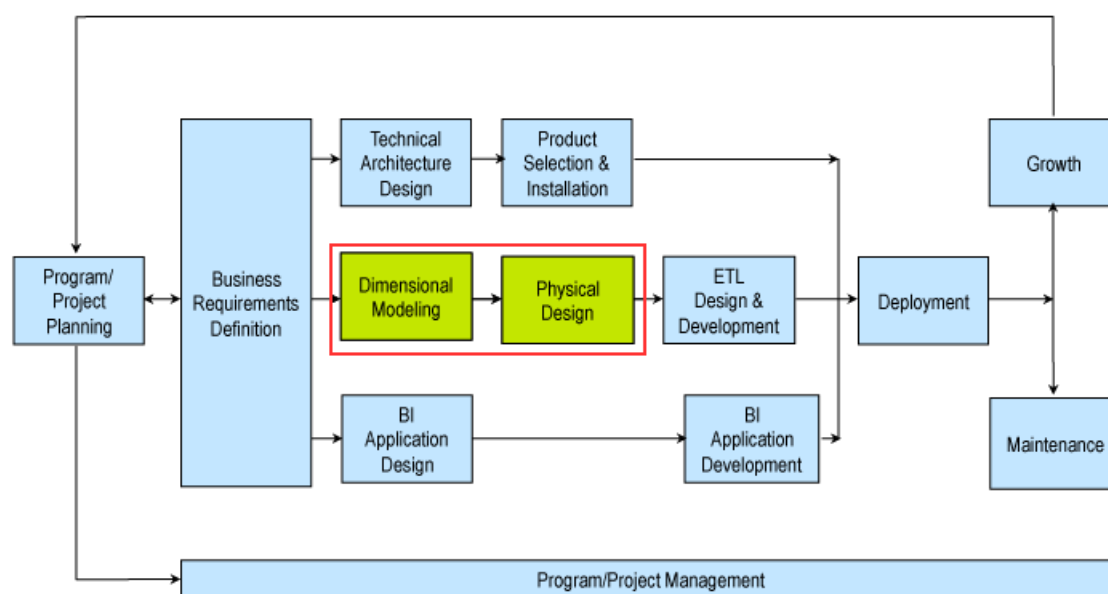 Technical
Architecture
Design
Product
Selection &
Installation
Growth
Program/
Project
Planning
Business
Requirements
Definition
Dimensional
Modeling
Physical
Design
ETL
Design &
Development
Deployment
BI
Application
Design
BI
Application
Development
Maintenance
Program/Project Management